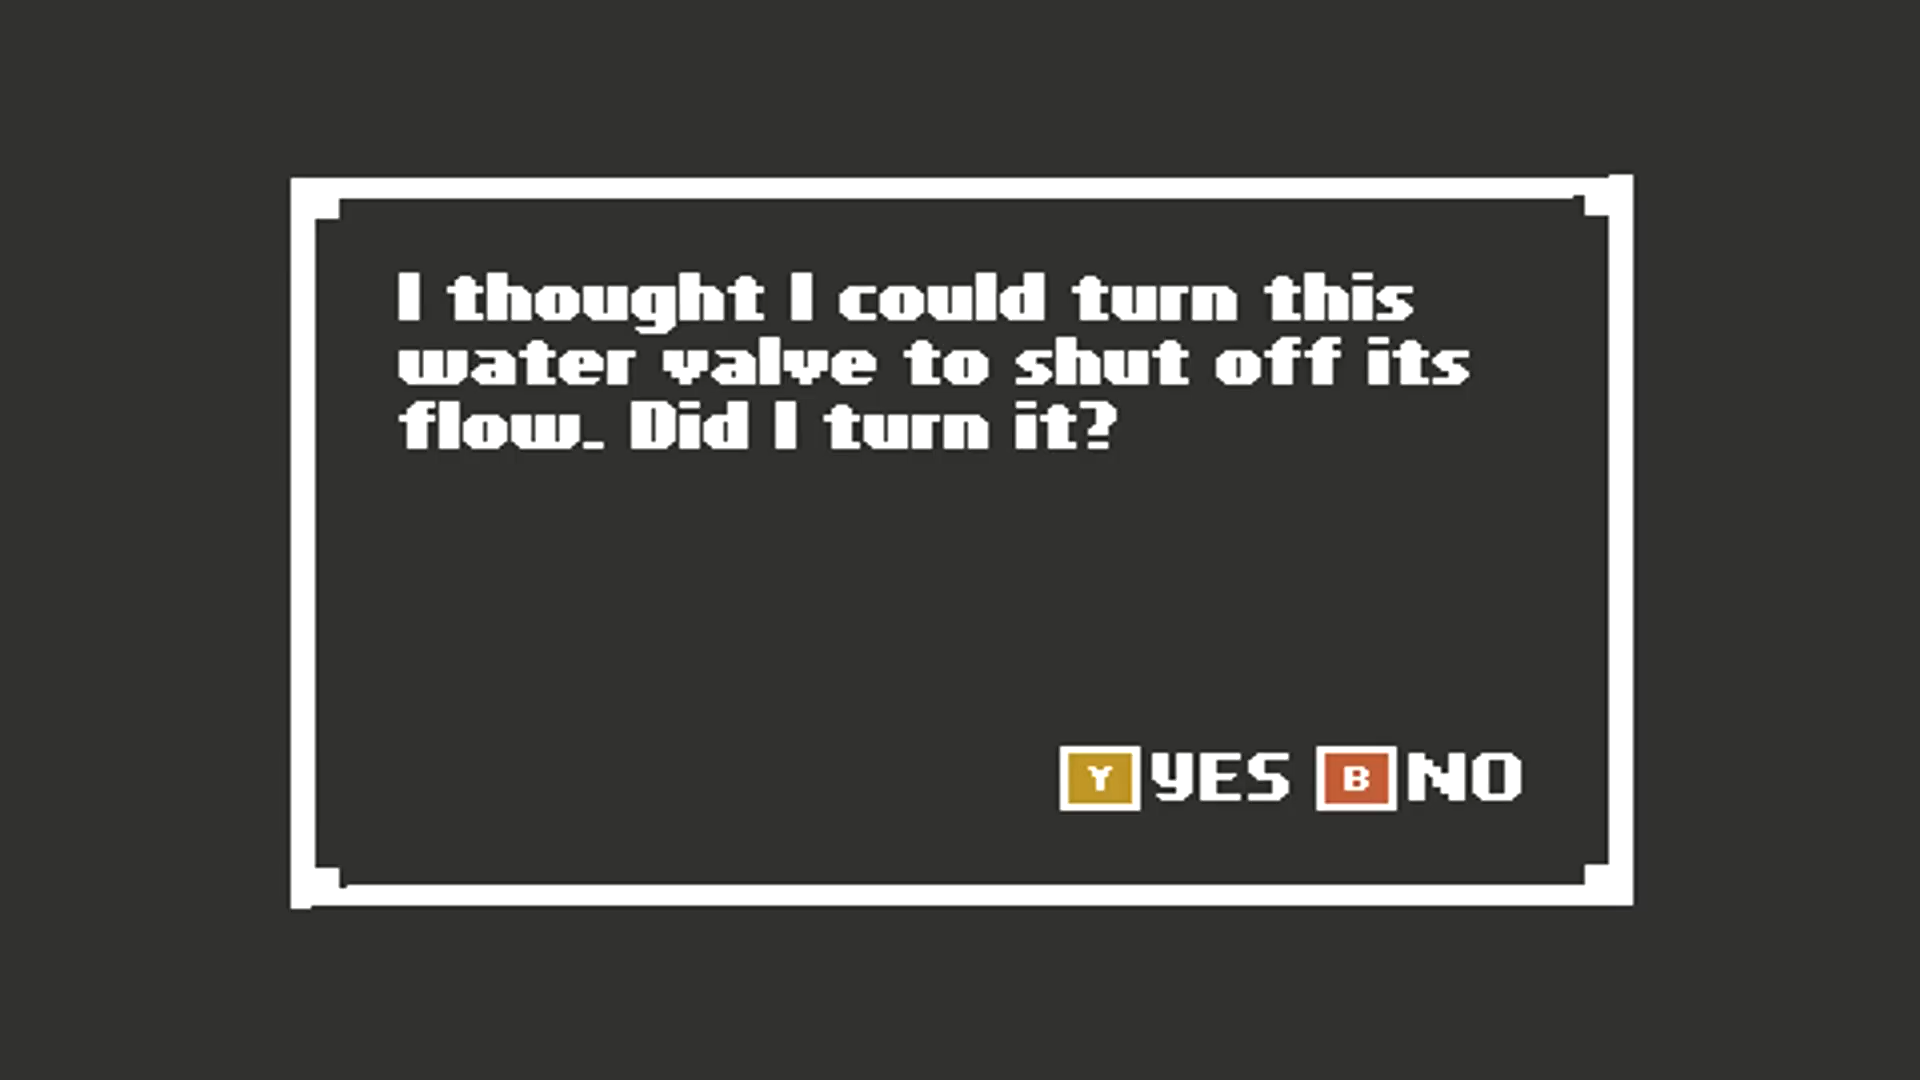 I thought I could turn this
water valve to shut off its
flow. Did I turn it?
Y YES B NO